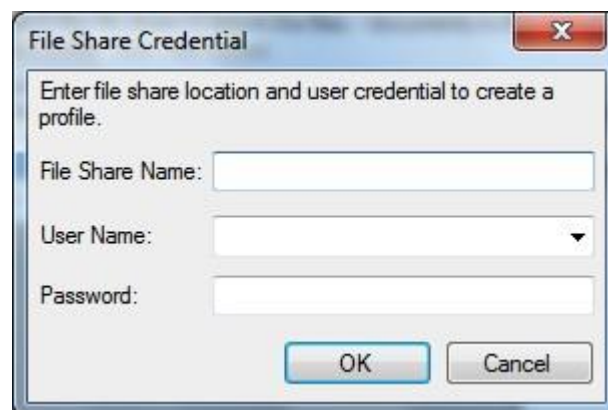 File Share Credential
Enter file share location and user credential to create a
profile.
File Share Name:
User Name:
Password:
OK Cancel